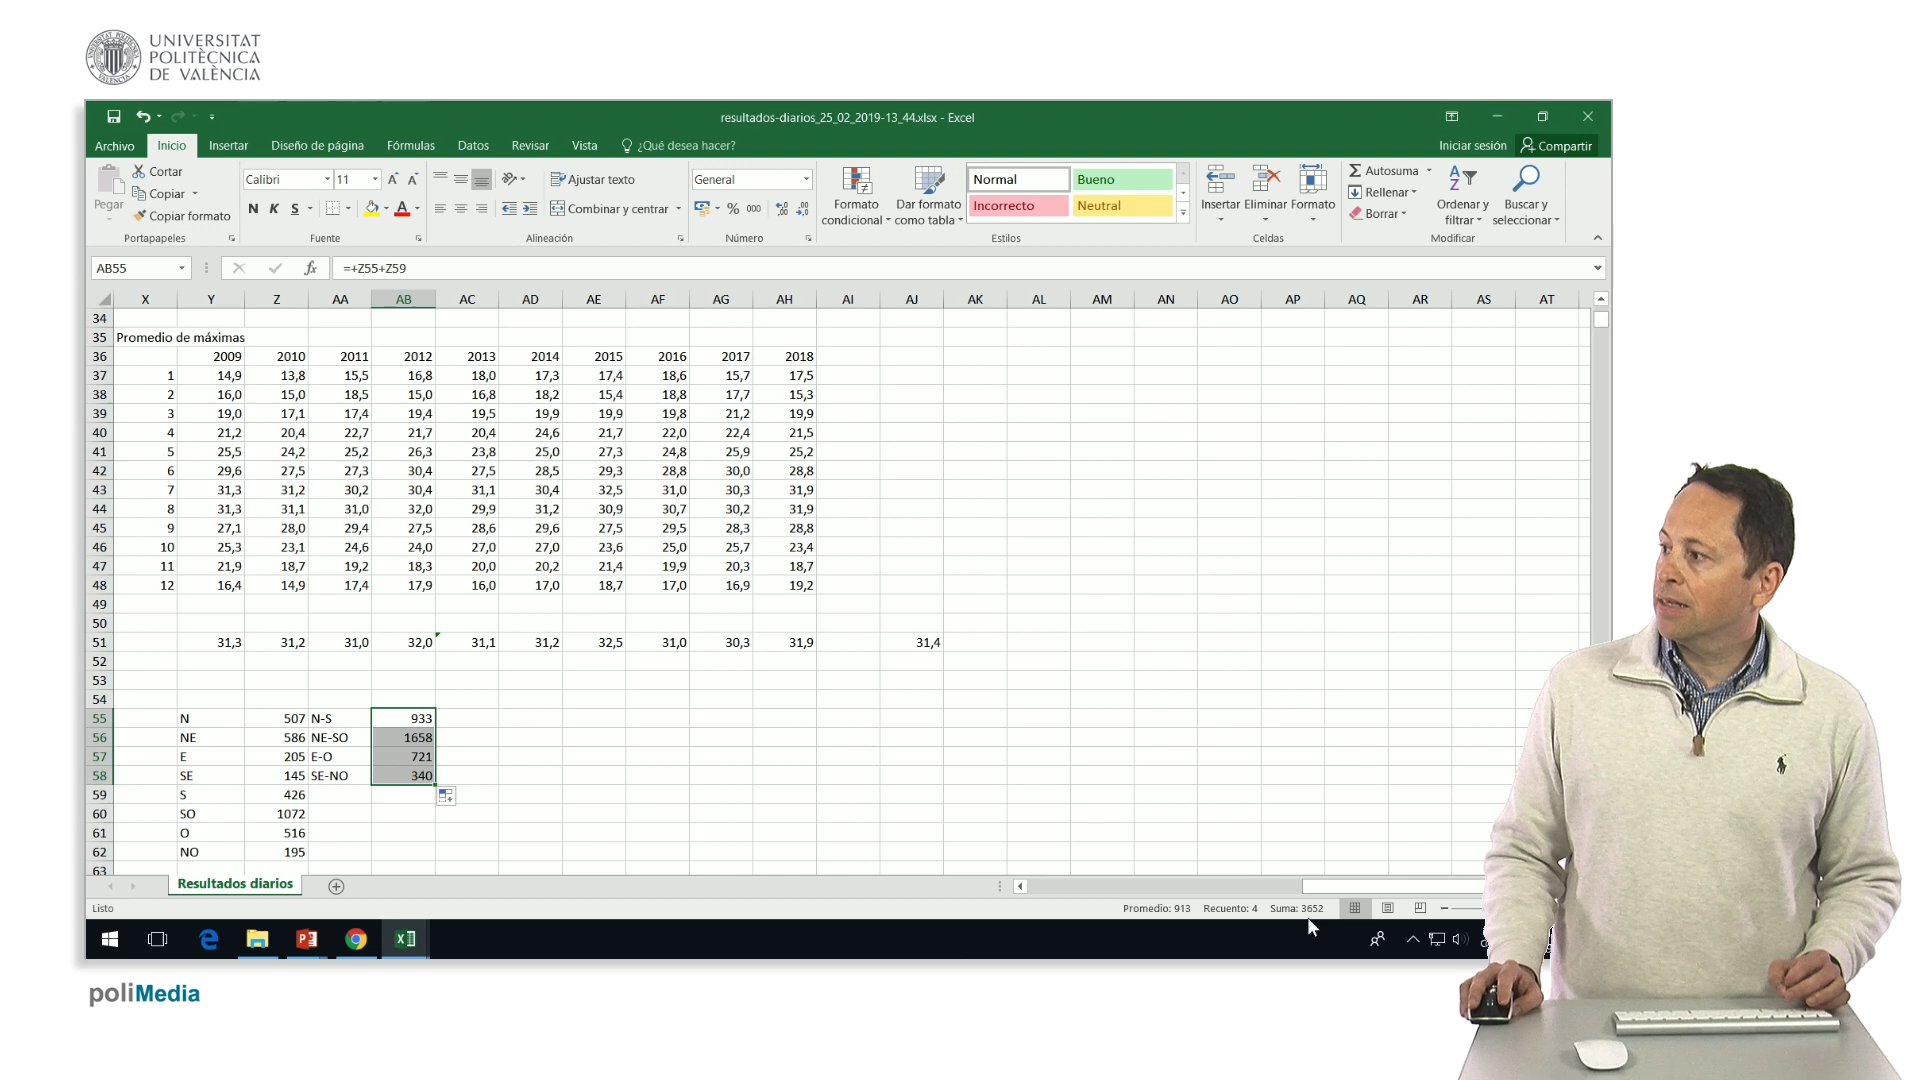 UNIVERSITAT
POLITÈCNICA
DE VALÈNCIA
resultados-diarios_25_02_2019-13_44.xlsx - Excel
Archivo Inicio Insertar Diseño de página Fórmulas Datos Revisar Vista ¿Qué desea hacer? Iniciar sesión Compartir
Pegar Cortar Copiar Copiar formato
Calibri 11
N K S A
Ajustar texto
Combinar y centrar
General
% 000
Formato condicional Dar formato como tabla
Normal Bueno
Incorrecto Neutral
Insertar Eliminar Formato
Autosuma
Rellenar
Borrar
Ordenar y filtrar Buscar y seleccionar
Portapapeles Fuente Alineación Número Estilos Celdas Modificar
AB55 fx =+Z55+Z59
X Y Z AA AB AC AD AE AF AG AH AI AJ AK AL AM AN AO AP AQ AR AS AT
34
35 Promedio de máximas
36 2009 2010 2011 2012 2013 2014 2015 2016 2017 2018
37 1 14,9 13,8 15,5 16,8 18,0 17,3 17,4 18,6 15,7 17,5
38 2 16,0 15,0 18,5 15,0 16,8 18,2 15,4 18,8 17,7 15,3
39 3 19,0 17,1 17,4 19,4 19,5 19,9 19,9 19,8 21,2 19,9
40 4 21,2 20,4 22,7 21,7 20,4 24,6 21,7 22,0 22,4 21,5
41 5 25,5 24,2 25,2 26,3 23,8 25,0 27,3 24,8 25,9 25,2
42 6 29,6 27,5 27,3 30,4 27,5 28,5 29,3 28,8 30,0 28,8
43 7 31,3 31,2 30,2 30,4 31,1 30,4 32,5 31,0 30,3 31,9
44 8 31,3 31,1 31,0 32,0 29,9 31,2 30,9 30,7 30,2 31,9
45 9 27,1 28,0 29,4 27,5 28,6 29,6 27,5 29,5 28,3 28,8
46 10 25,3 23,1 24,6 24,0 27,0 27,0 23,6 25,0 25,7 23,4
47 11 21,9 18,7 19,2 18,3 20,0 20,2 21,4 19,9 20,3 18,7
48 12 16,4 14,9 17,4 17,9 16,0 17,0 18,7 17,0 16,9 19,2
49
50
51 31,3 31,2 31,0 32,0 31,1 31,2 32,5 31,0 30,3 31,9 31,4
52
53
54
55 N 507 N-S 933
56 NE 586 NE-SO 1658
57 E 205 E-O 721
58 SE 145 SE-NO 340
59 S 426
60 SO 1072
61 O 516
62 NO 195
63
Resultados diarios
Listo Promedio: 913 Recuento: 4 Suma: 3652
poliMedia